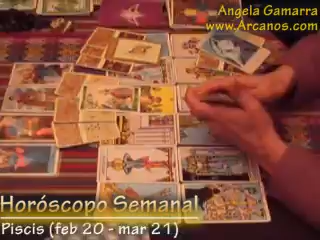 Angela Gamarra
www.Arcanos.com
Horóscopo Semanal
Piscis (feb 20 - mar 21)